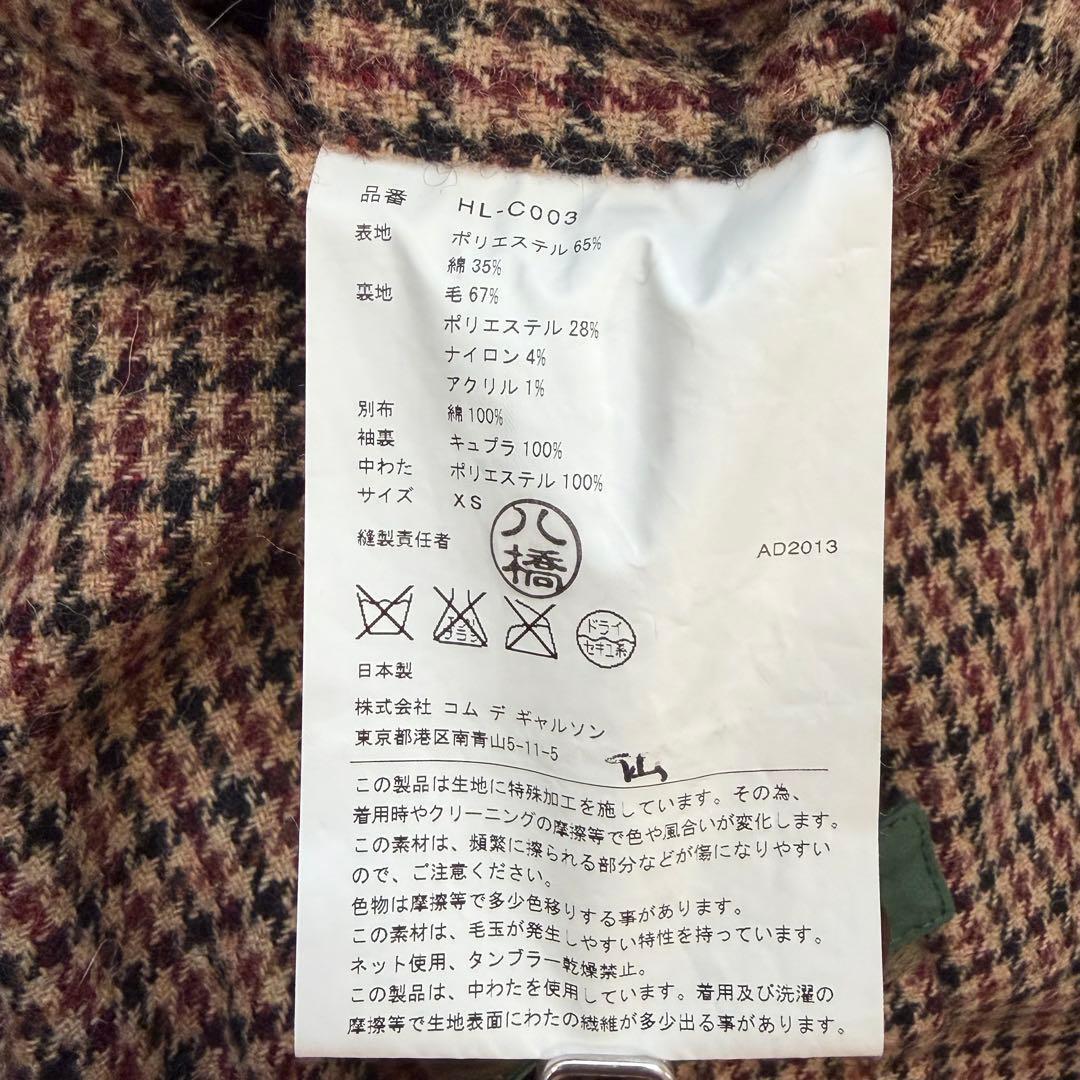 品番 HL-C003
表地 ポリエステル 65%
綿 35%
裏地 毛 67%
ポリエステル 28%
ナイロン 4%
アクリル 1%
別布 綿 100%
袖裏 キュプラ 100%
中わた ポリエステル 100%
サイズ XS
縫製責任者 八橋 AD2013
エンソ ドライ
ブラシ セキユ系
日本製
株式会社 コム デ ギャルソン
東京都港区南青山5-11-5
この製品は生地に特殊加工を施しています。その為、
着用時やクリーニングの摩擦等で色や風合いが変化します。
この素材は、頻繁に擦られる部分などが傷になりやすい
ので、ご注意ください。
色物は摩擦等で多少色移りする事があります。
この素材は、毛玉が発生しやすい特性を持っています。
ネット使用、タンブラー乾燥禁止。
この製品は、中わたを使用しています。着用及び洗濯の
摩擦等で生地表面にわたの繊維が多少出る事があります。